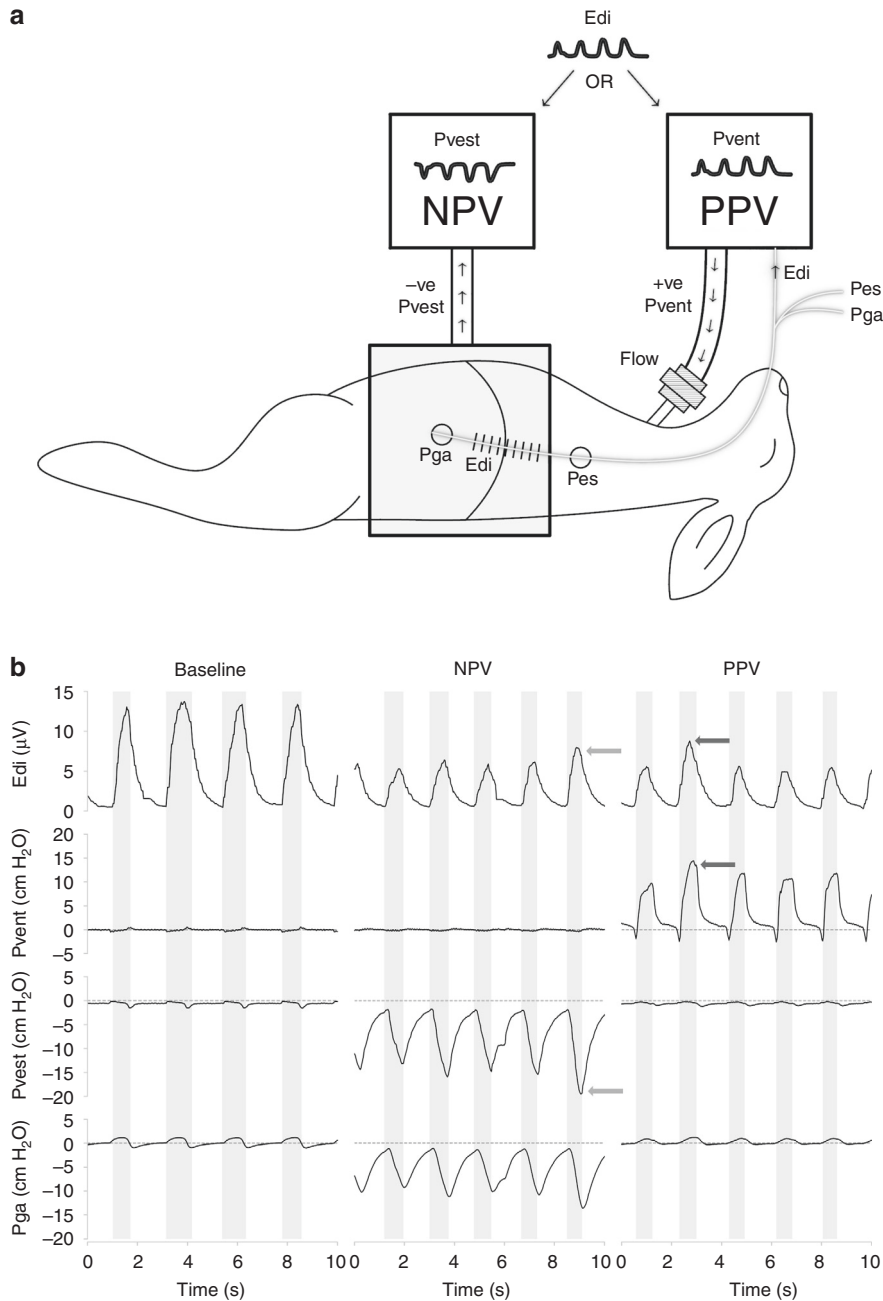 a
Edi
OR
Pvest
NPV
Pvent
PPV
–ve
Pvest
+ve
Pvent
Edi
Pes
Pga
Flow
Pga
Edi
Pes
b
Baseline
NPV
PPV
Edi (μV)
15
10
5
0
Pvent (cm H₂O)
20
15
10
5
0
–5
Pvest (cm H₂O)
5
0
–5
–10
–15
–20
Pga (cm H₂O)
5
0
–5
–10
–15
–20
0 2 4 6 8 10
0 2 4 6 8 10
0 2 4 6 8 10
Time (s)
Time (s)
Time (s)